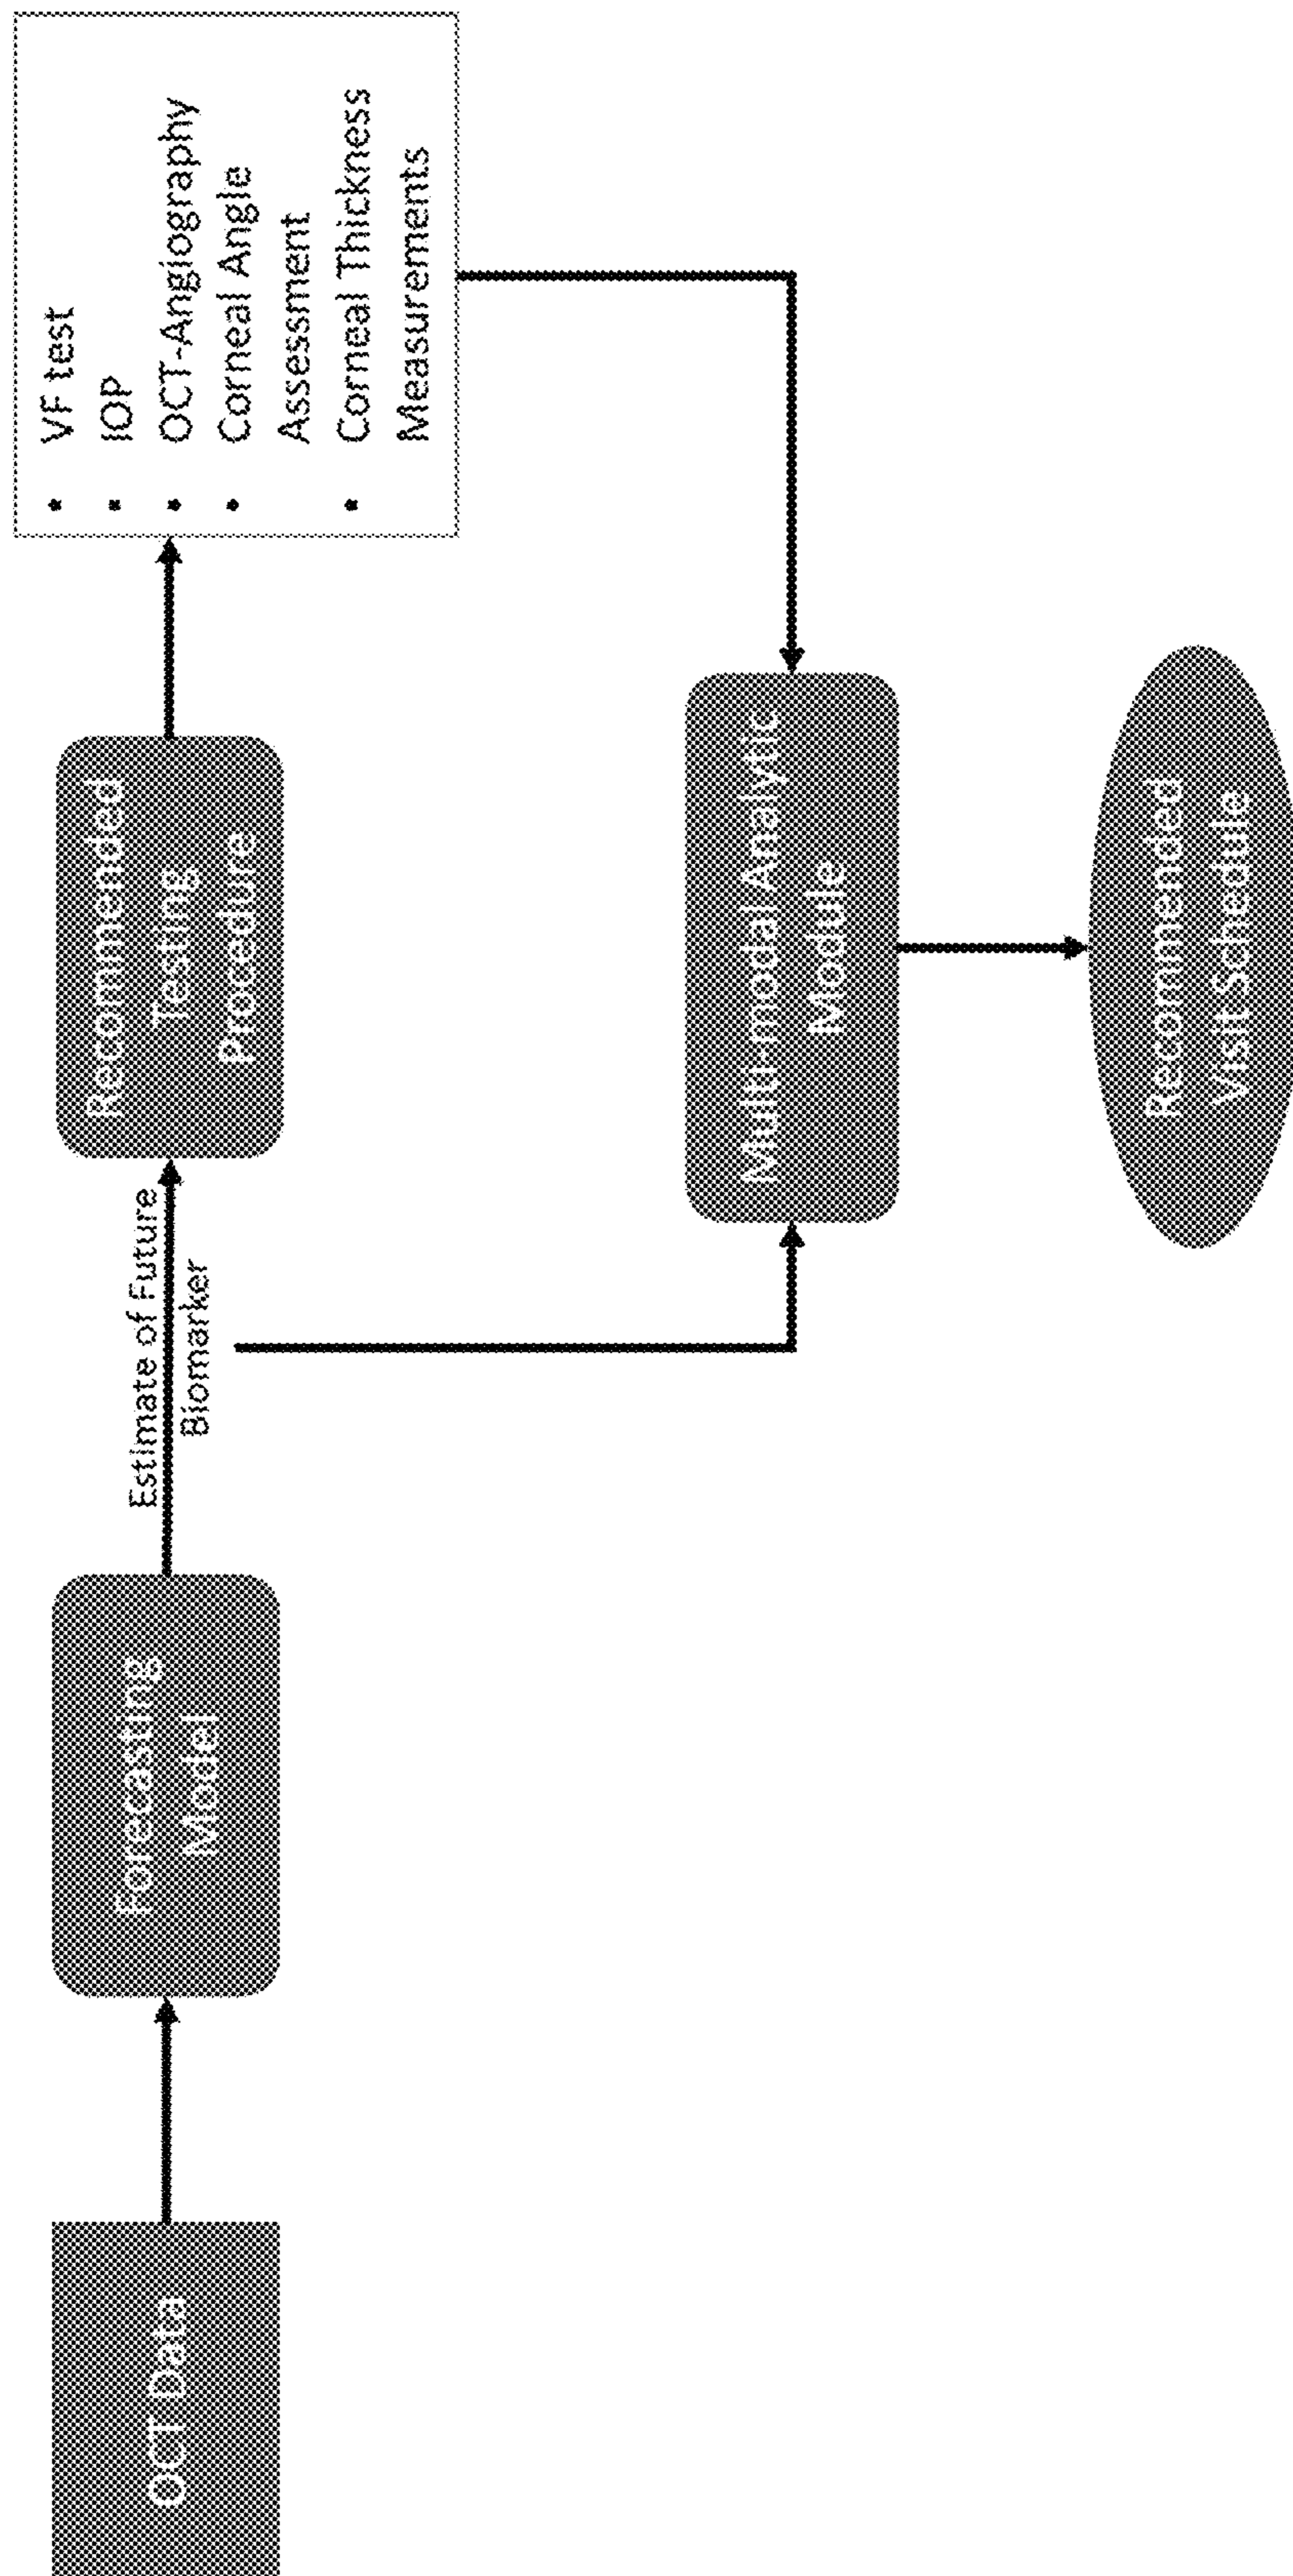 OCT Data
Forecasting
Model
Estimate of Future
Biomarker
Recommended
Testing
Procedure
▪ VF test
▪ IOP
• OCT-Angiography
• Corneal Angle
Assessment
• Corneal Thickness
Measurements
Multi-modal Analytic
Module
Recommended
Visit Schedule